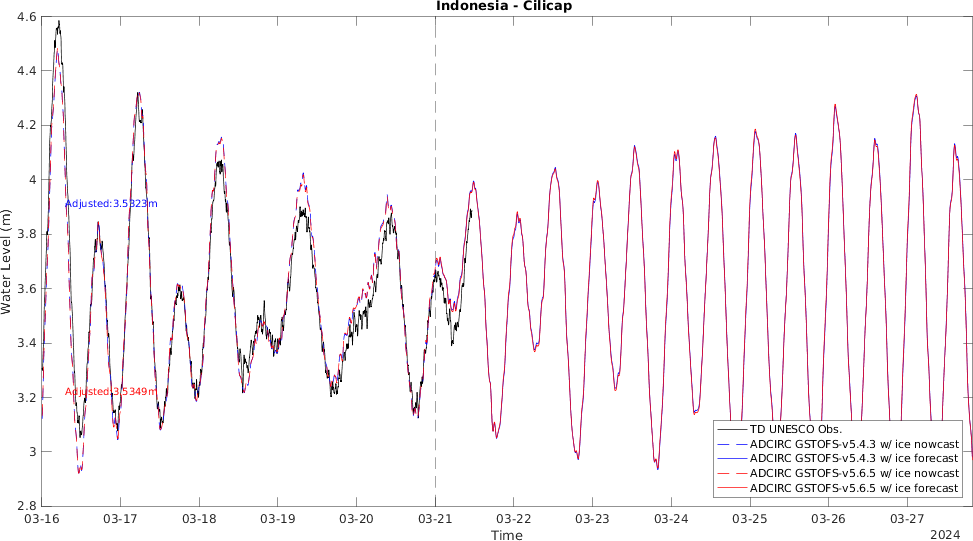 Indonesia - Cilicap
4.6
4.4
4.2
4
3.8
3.6
3.4
3.2
3
2.8
Water Level (m)
Adjusted:3.5323m
Adjusted:3.5349m
TD UNESCO Obs.
ADCIRC GSTOFS-v5.4.3 w/ ice nowcast
ADCIRC GSTOFS-v5.4.3 w/ ice forecast
ADCIRC GSTOFS-v5.6.5 w/ ice nowcast
ADCIRC GSTOFS-v5.6.5 w/ ice forecast
03-16 03-17 03-18 03-19 03-20 03-21 03-22 03-23 03-24 03-25 03-26 03-27
Time
2024